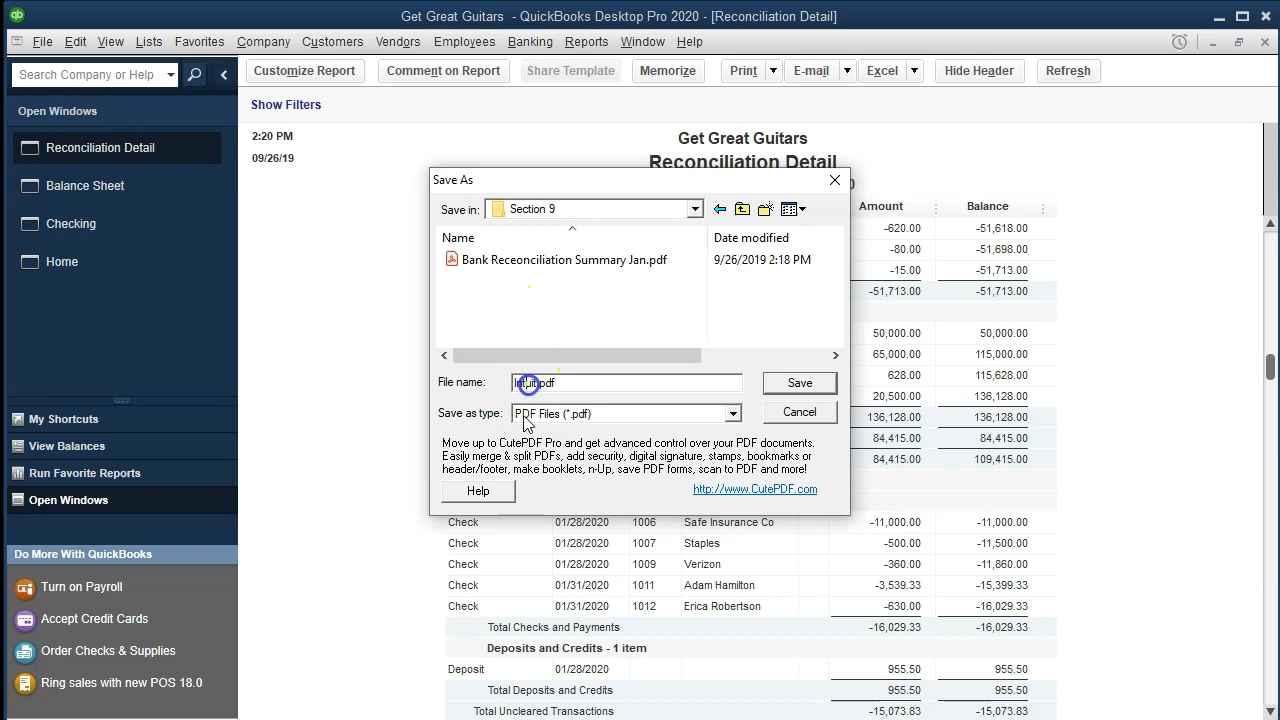 Get Great Guitars - QuickBooks Desktop Pro 2020 - [Reconciliation Detail]
File Edit View Lists Favorites Company Customers Vendors Employees Banking Reports Window Help
Search Company or Help
Customize Report Comment on Report Share Template Memorize Print E-mail Excel Hide Header Refresh
Open Windows
Show Filters
Reconciliation Detail
Balance Sheet
Checking
Home
2:20 PM
09/26/19
Get Great Guitars
Reconciliation Detail
Amount Balance
-620.00 -51,618.00
-80.00 -51,698.00
-15.00 -51,713.00
-51,713.00 -51,713.00
50,000.00 50,000.00
65,000.00 115,000.00
628.00 115,628.00
20,500.00 136,128.00
136,128.00 136,128.00
84,415.00 84,415.00
84,415.00 109,415.00
Save As
Save in: Section 9
Name Date modified
Bank Receonciliation Summary Jan.pdf 9/26/2019 2:18 PM
File name: Intuit.pdf Save
Save as type: PDF Files (*.pdf) Cancel
Move up to CutePDF Pro and get advanced control over your PDF documents.
Easily merge & split PDFs, add security, digital signature, stamps, bookmarks or
header/footer, make booklets, n-Up, save PDF forms, scan to PDF and more!
Help http://www.CutePDF.com
Check 01/28/2020 1006 Safe Insurance Co -11,000.00 -11,000.00
Check 01/28/2020 1007 Staples -500.00 -11,500.00
Check 01/28/2020 1009 Verizon -360.00 -11,860.00
Check 01/31/2020 1011 Adam Hamilton -3,539.33 -15,399.33
Check 01/31/2020 1012 Erica Robertson -630.00 -16,029.33
Total Checks and Payments -16,029.33 -16,029.33
Deposits and Credits - 1 item
Deposit 01/28/2020 955.50 955.50
Total Deposits and Credits 955.50 955.50
Total Uncleared Transactions -15,073.83 -15,073.83
My Shortcuts
View Balances
Run Favorite Reports
Open Windows
Do More With QuickBooks
Turn on Payroll
Accept Credit Cards
Order Checks & Supplies
Ring sales with new POS 18.0